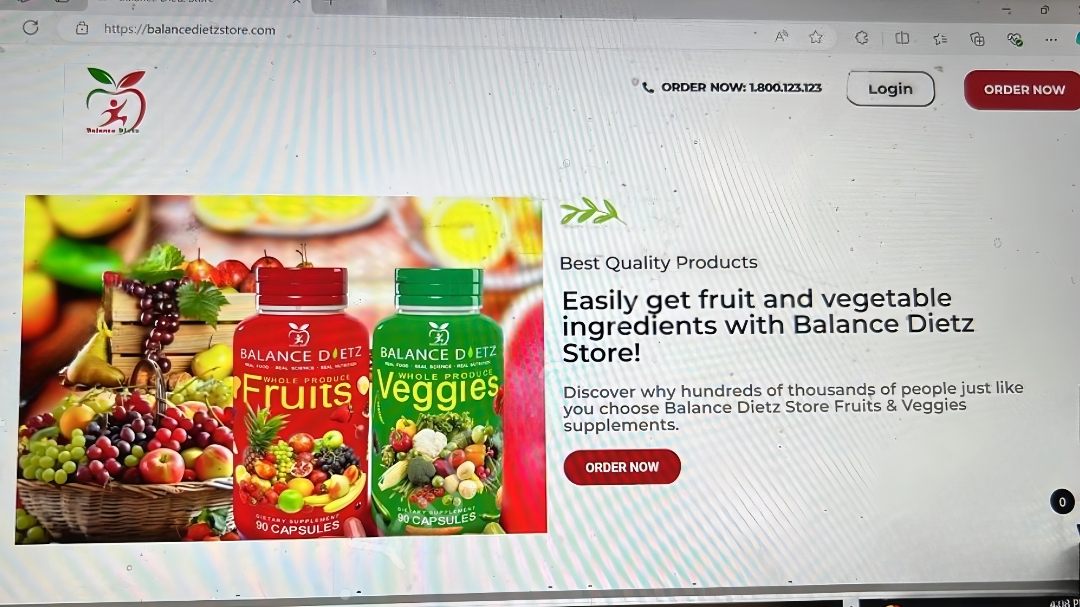 https://balancedietzstore.com
Balance Dietz
ORDER NOW: 1.800.123.123
Login
ORDER NOW
Best Quality Products
Easily get fruit and vegetable
ingredients with Balance Dietz
Store!
Discover why hundreds of thousands of people just like
you choose Balance Dietz Store Fruits & Veggies
supplements.
ORDER NOW
BALANCE DIETZ
REAL FOOD · REAL SCIENCE · REAL NUTRITION
WHOLE PRODUCE
Fruits
DIETARY SUPPLEMENT
90 CAPSULES
BALANCE DIETZ
REAL FOOD · REAL SCIENCE · REAL NUTRITION
WHOLE PRODUCE
Veggies
DIETARY SUPPLEMENT
90 CAPSULES
0